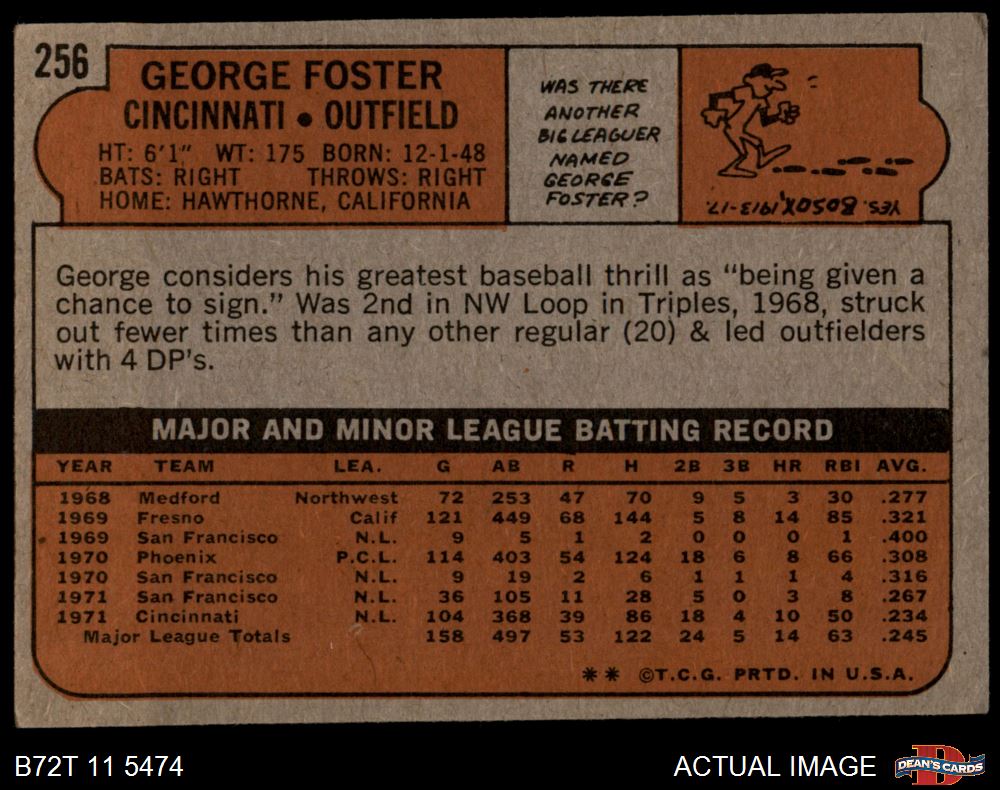 256
GEORGE FOSTER
CINCINNATI • OUTFIELD
HT: 6'1" WT: 175 BORN: 12-1-48
BATS: RIGHT THROWS: RIGHT
HOME: HAWTHORNE, CALIFORNIA
WAS THERE
ANOTHER
BIG LEAGUER
NAMED
GEORGE
FOSTER?
YES. BOSOX, 1913-17.
George considers his greatest baseball thrill as "being given a
chance to sign." Was 2nd in NW Loop in Triples, 1968, struck
out fewer times than any other regular (20) & led outfielders
with 4 DP's.
MAJOR AND MINOR LEAGUE BATTING RECORD
YEAR TEAM LEA. G AB R H 2B 3B HR RBI AVG.
1968 Medford Northwest 72 253 47 70 9 5 3 30 .277
1969 Fresno Calif 121 449 68 144 5 8 14 85 .321
1969 San Francisco N.L. 9 5 1 2 0 0 0 1 .400
1970 Phoenix P.C.L. 114 403 54 124 18 6 8 66 .308
1970 San Francisco N.L. 9 19 2 6 1 1 1 4 .316
1971 San Francisco N.L. 36 105 11 28 5 0 3 8 .267
1971 Cincinnati N.L. 104 368 39 86 18 4 10 50 .234
Major League Totals 158 497 53 122 24 5 14 63 .245
** ©T.C.G. PRTD. IN U.S.A.
B72T 11 5474
ACTUAL IMAGE
D
DEAN'S CARDS